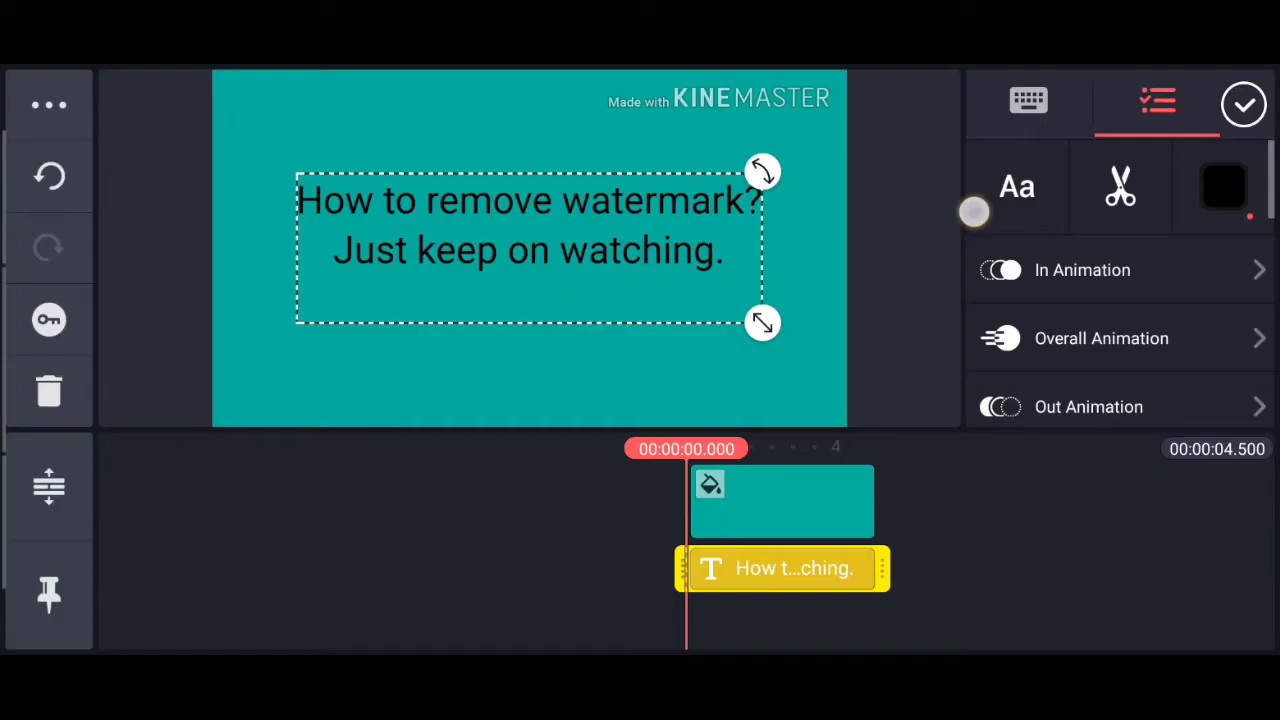 Made with KINEMASTER
How to remove watermark?
Just keep on watching.
Aa
In Animation
Overall Animation
Out Animation
00:00:00.000
4
00:00:04.500
T How t...ching.